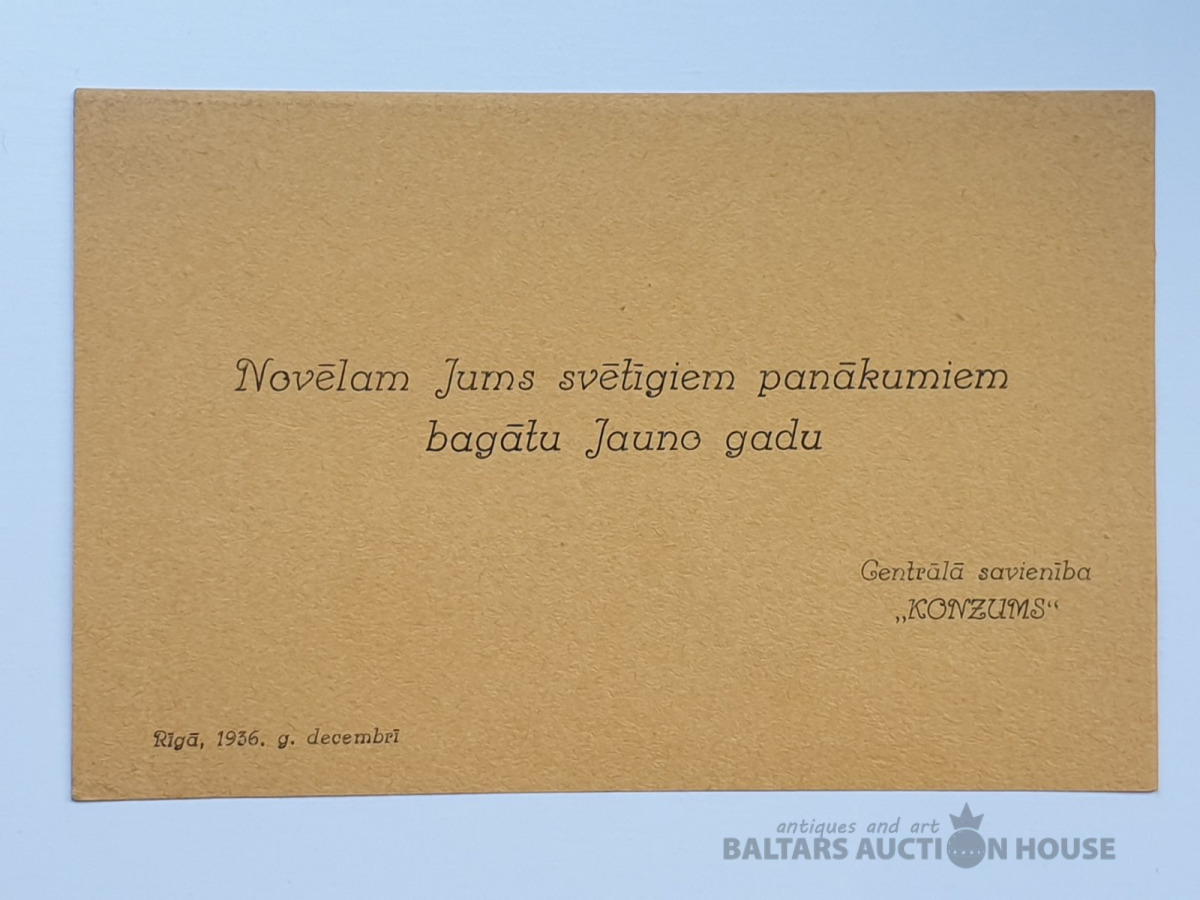 Novēlam Jums svētīgiem panākumiem
bagātu Jauno gadu
Centrālā savienība
„KONZUMS“
Rīgā, 1936. g. decembrī
antiques and art
BALTARS AUCTION HOUSE